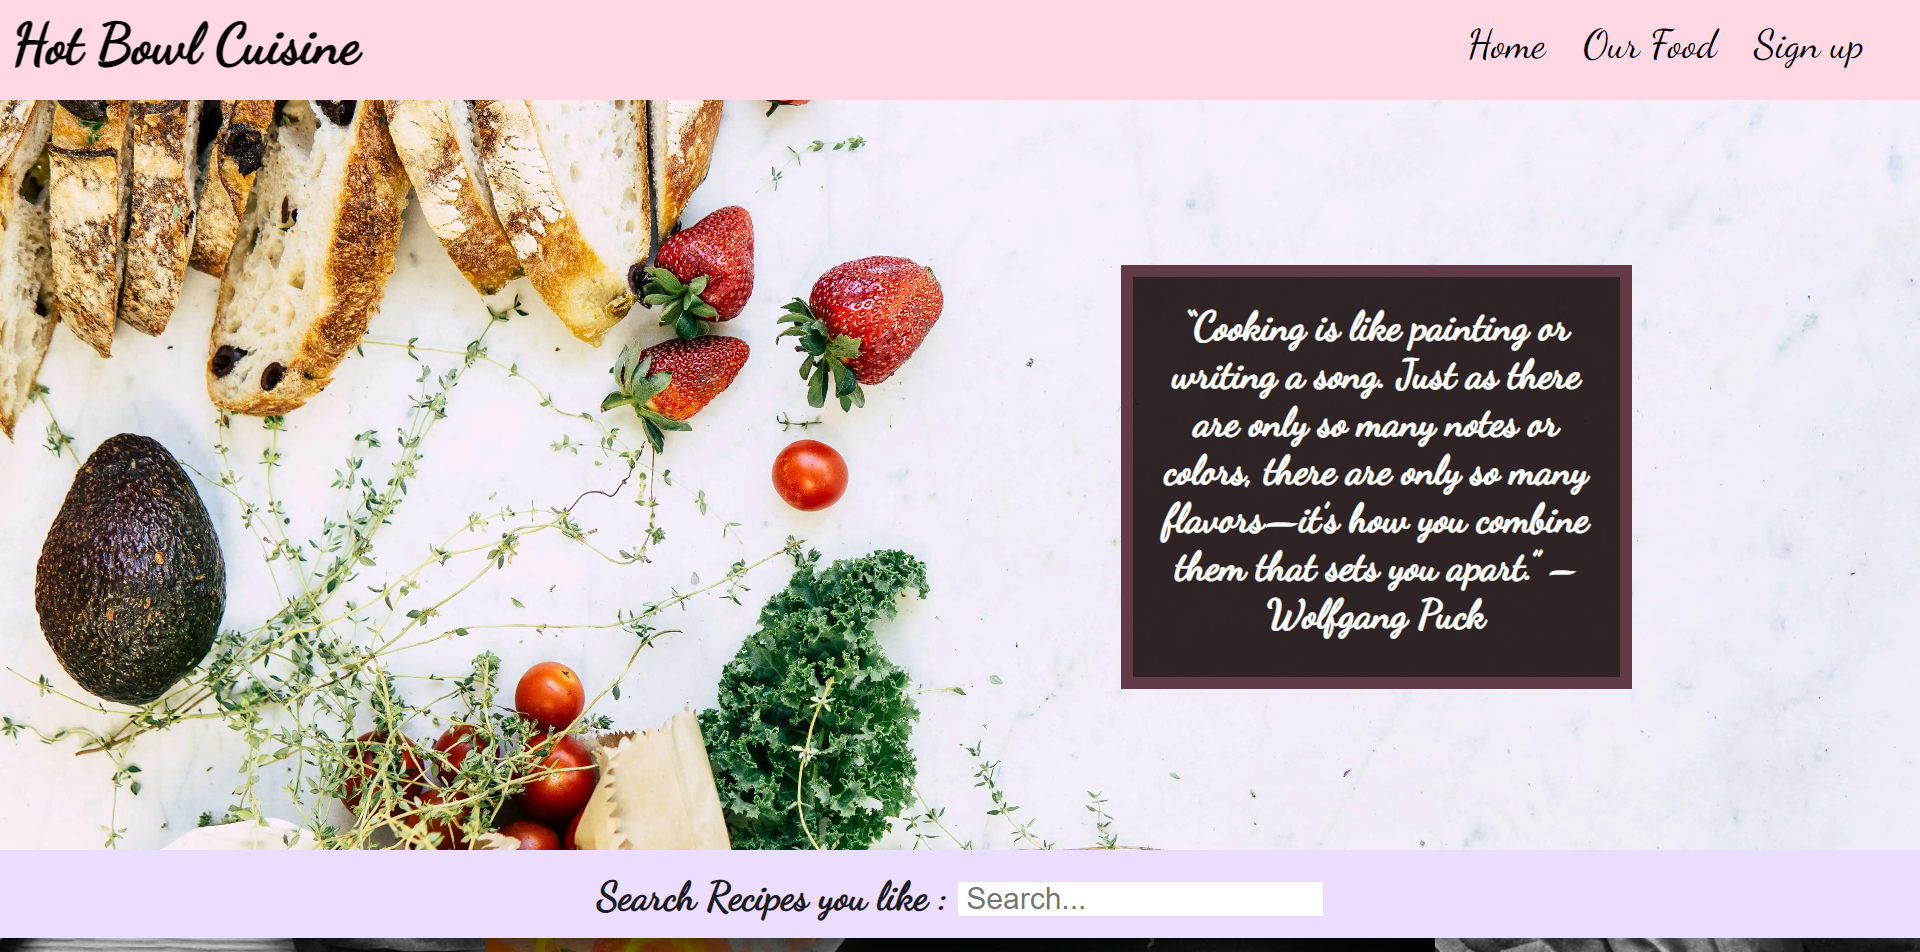 Hot Bowl Cuisine
Home Our Food Sign up
“Cooking is like painting or
writing a song. Just as there
are only so many notes or
colors, there are only so many
flavors—it’s how you combine
them that sets you apart.” —
Wolfgang Puck
Search Recipes you like : Search...